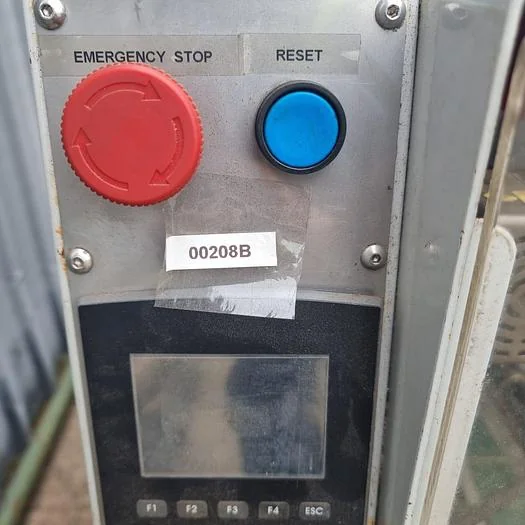 EMERGENCY STOP RESET
00208B
F1 F2 F3 F4 ESC